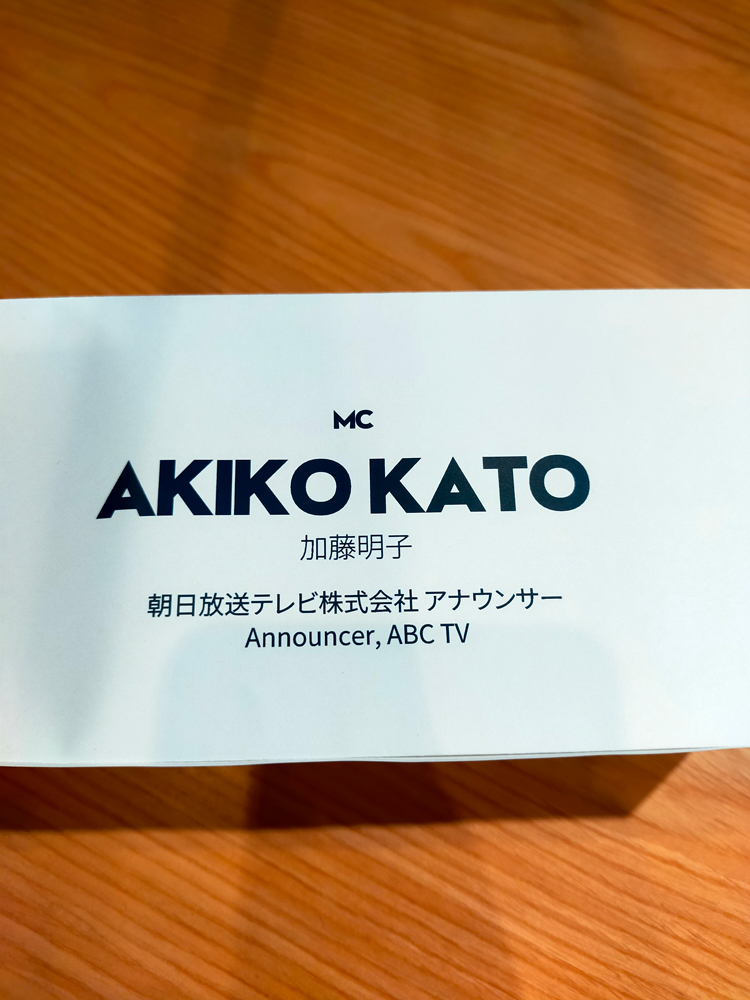 MC
AKIKO KATO
加藤明子
朝日放送テレビ株式会社 アナウンサー
Announcer, ABC TV